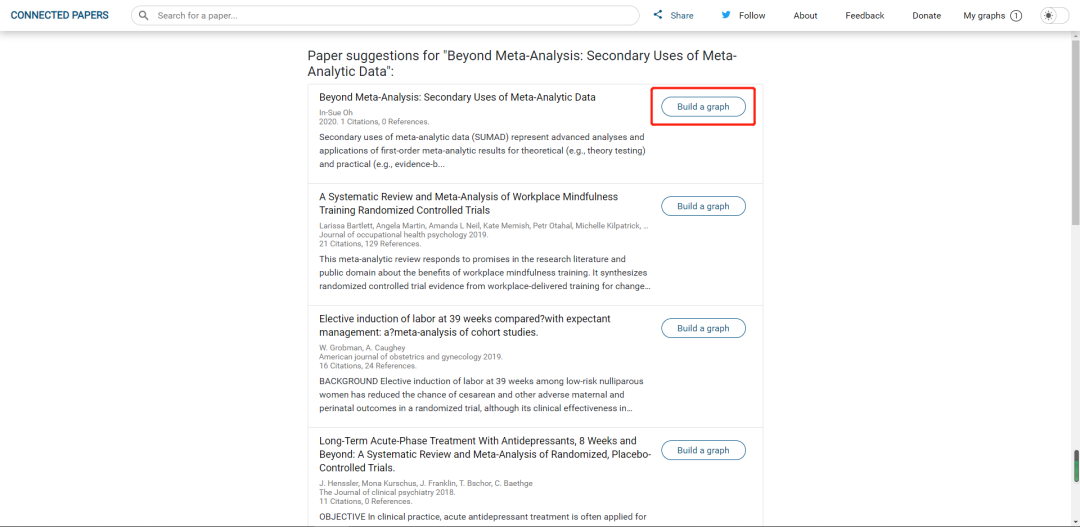 CONNECTED PAPERS
Search for a paper...
Share
Follow
About
Feedback
Donate
My graphs 1
Paper suggestions for "Beyond Meta-Analysis: Secondary Uses of Meta-
Analytic Data":
Beyond Meta-Analysis: Secondary Uses of Meta-Analytic Data
Build a graph
In-Sue Oh
2020. 1 Citations, 0 References.
Secondary uses of meta-analytic data (SUMAD) represent advanced analyses and
applications of first-order meta-analytic results for theoretical (e.g., theory testing)
and practical (e.g., evidence-b...
A Systematic Review and Meta-Analysis of Workplace Mindfulness
Training Randomized Controlled Trials
Build a graph
Larissa Bartlett, Angela Martin, Amanda L Neil, Kate Memish, Petr Otahal, Michelle Kilpatrick, ...
Journal of occupational health psychology 2019.
21 Citations, 129 References.
This meta-analytic review responds to promises in the research literature and
public domain about the benefits of workplace mindfulness training. It synthesizes
randomized controlled trial evidence from workplace-delivered training for change...
Elective induction of labor at 39 weeks compared?with expectant
management: a?meta-analysis of cohort studies.
Build a graph
W. Grobman, A. Caughey
American journal of obstetrics and gynecology 2019.
16 Citations, 24 References.
BACKGROUND Elective induction of labor at 39 weeks among low-risk nulliparous
women has reduced the chance of cesarean and other adverse maternal and
perinatal outcomes in a randomized trial, although its clinical effectiveness in...
Long-Term Acute-Phase Treatment With Antidepressants, 8 Weeks and
Beyond: A Systematic Review and Meta-Analysis of Randomized, Placebo-
Controlled Trials.
Build a graph
J. Henssler, Mona Kurschus, J. Franklin, T. Bschor, C. Baethge
The Journal of clinical psychiatry 2018.
11 Citations, 0 References.
OBJECTIVE In clinical practice, acute antidepressant treatment is often applied for